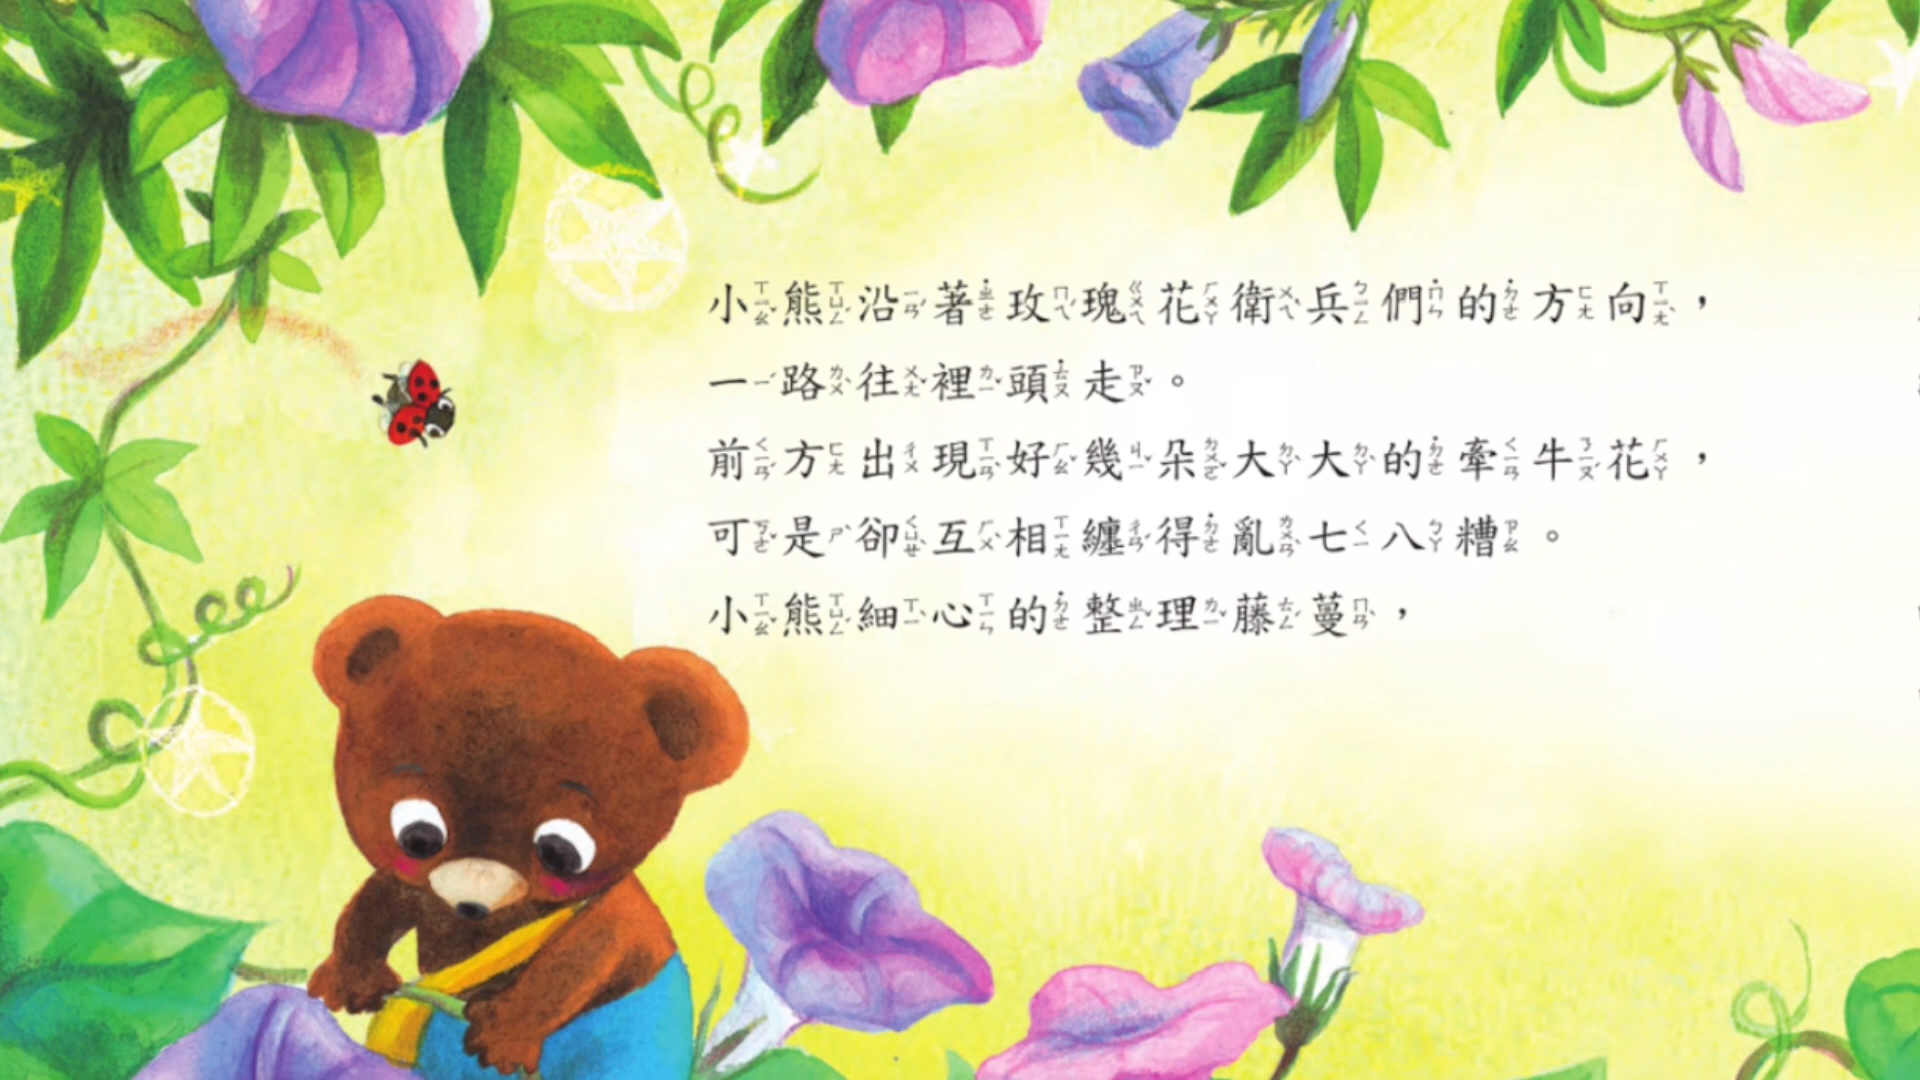 小熊沿著玫瑰花衛兵們的方向，
一路往裡頭走。
前方出現好幾朵大大的牽牛花，
可是卻互相纏得亂七八糟。
小熊細心的整理藤蔓，